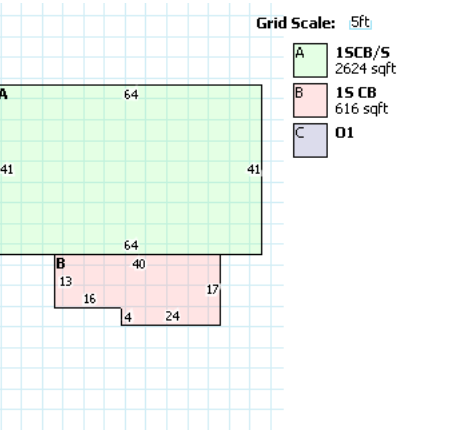 Grid Scale: 5ft
A 1SCB/S
2624 sqft
B 1S CB
616 sqft
C O1
A 64
41 41
64
B 40
13 17
16
4 24